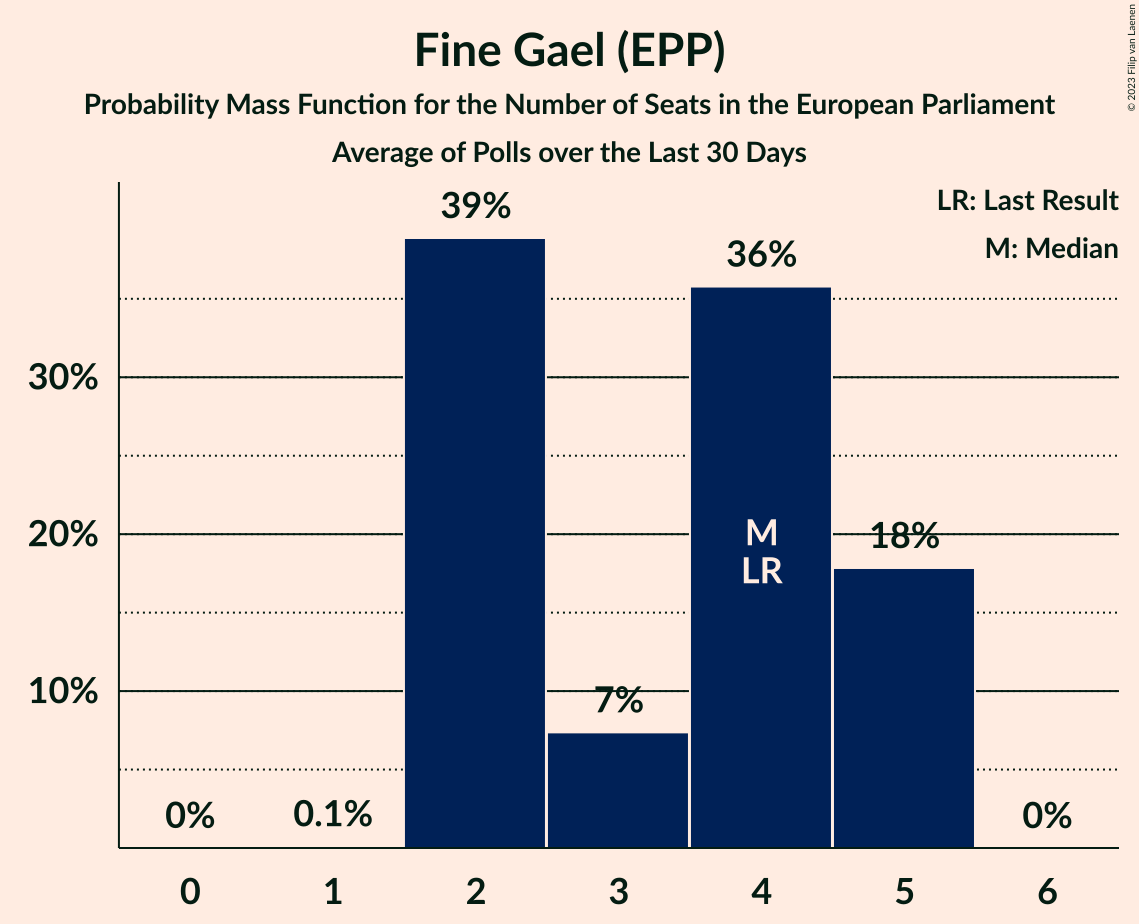 Fine Gael (EPP)
Probability Mass Function for the Number of Seats in the European Parliament
Average of Polls over the Last 30 Days
© 2023 Filip van Laenen
LR: Last Result
M: Median
39%
36%
30%
20%
10%
M
LR
18%
7%
0%
0.1%
0%
0
1
2
3
4
5
6